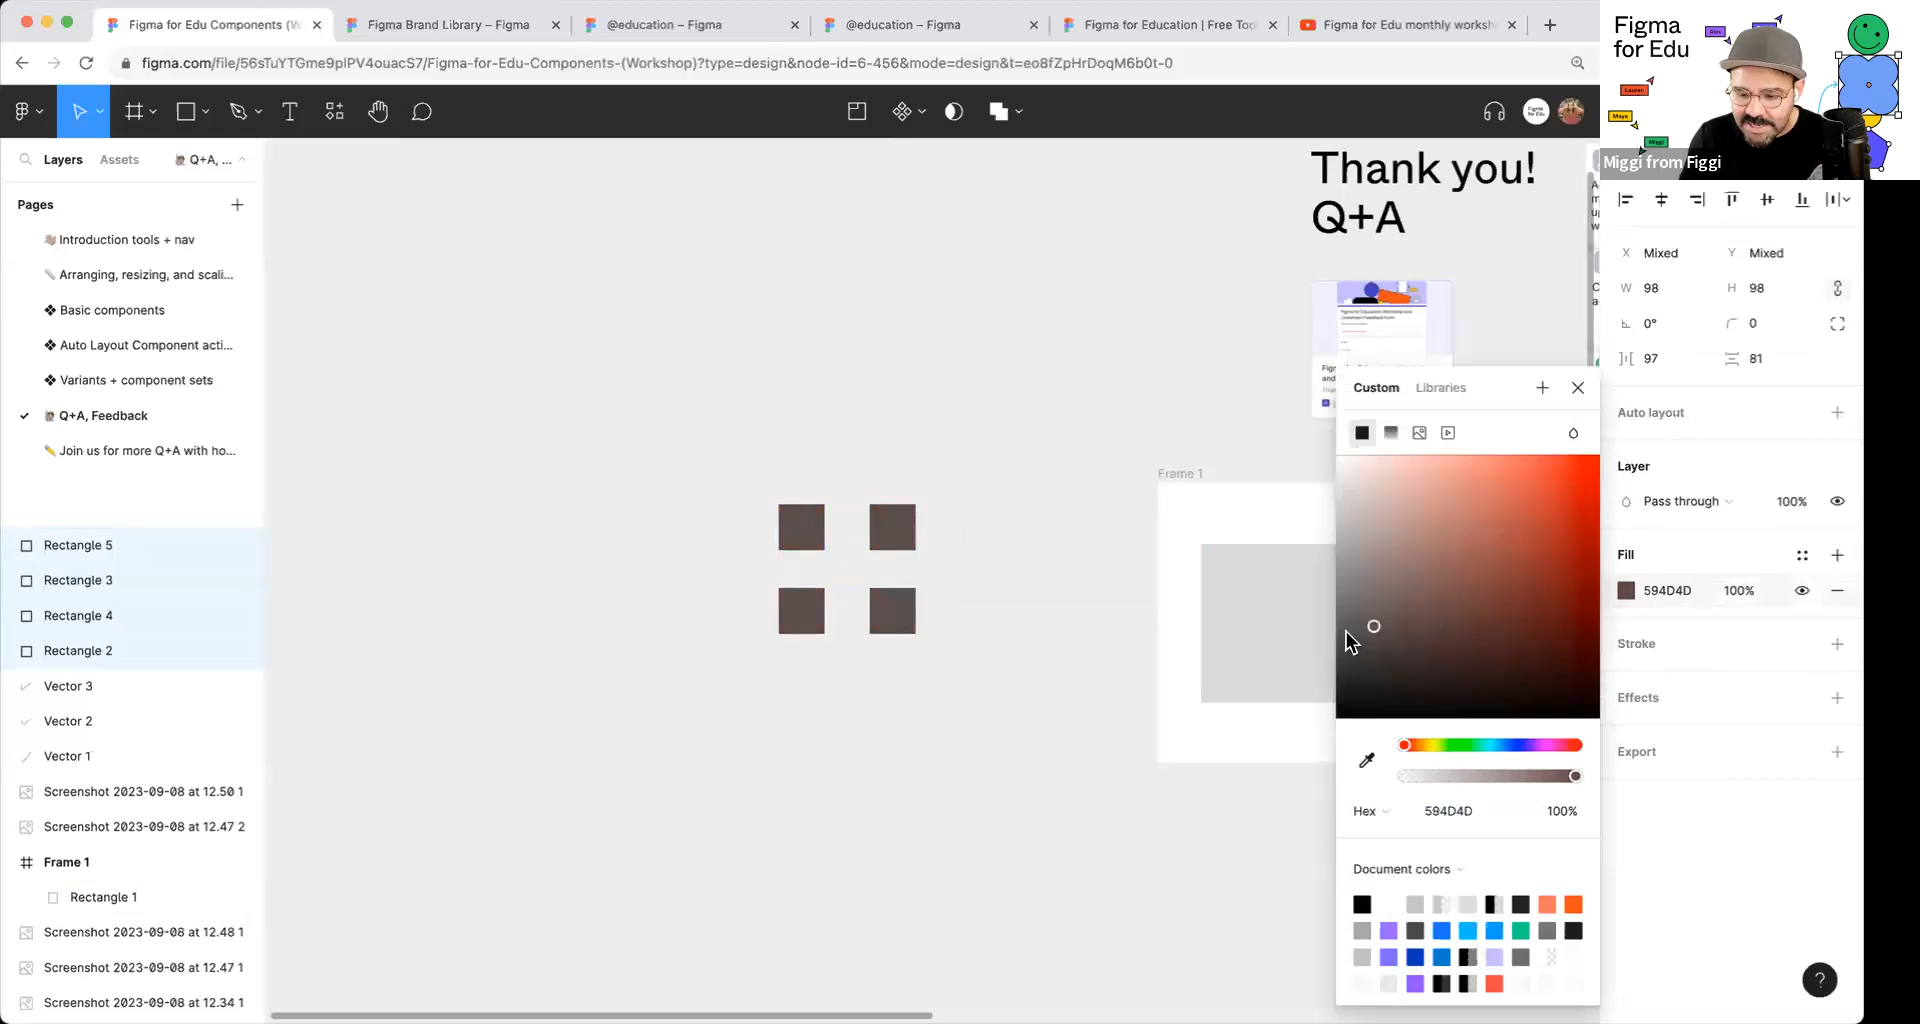 Figma for Edu Components (W
Figma Brand Library – Figma
@education – Figma
@education – Figma
Figma for Education | Free Too
Figma for Edu monthly worksh
figma.com/file/56sTuYTGme9pIPV4ouacS7/Figma-for-Edu-Components-(Workshop)?type=design&node-id=6-456&mode=design&t=eo8fZpHrDoqM6b0t-0
Figma
for Edu
Alex
Lauren
Maya
Miggi
Miggi from Figgi
Layers
Assets
Q+A, ...
Pages
Introduction tools + nav
Arranging, resizing, and scali...
Basic components
Auto Layout Component acti...
Variants + component sets
Q+A, Feedback
Join us for more Q+A with ho...
Rectangle 5
Rectangle 3
Rectangle 4
Rectangle 2
Vector 3
Vector 2
Vector 1
Screenshot 2023-09-08 at 12.50 1
Screenshot 2023-09-08 at 12.47 2
Frame 1
Rectangle 1
Screenshot 2023-09-08 at 12.48 1
Screenshot 2023-09-08 at 12.47 1
Screenshot 2023-09-08 at 12.34 1
Thank you!
Q+A
Frame 1
Custom
Libraries
Hex
594D4D
100%
Document colors
X Mixed
Y Mixed
W 98
H 98
0°
0
97
81
Auto layout
Layer
Pass through
100%
Fill
594D4D
100%
Stroke
Effects
Export
?